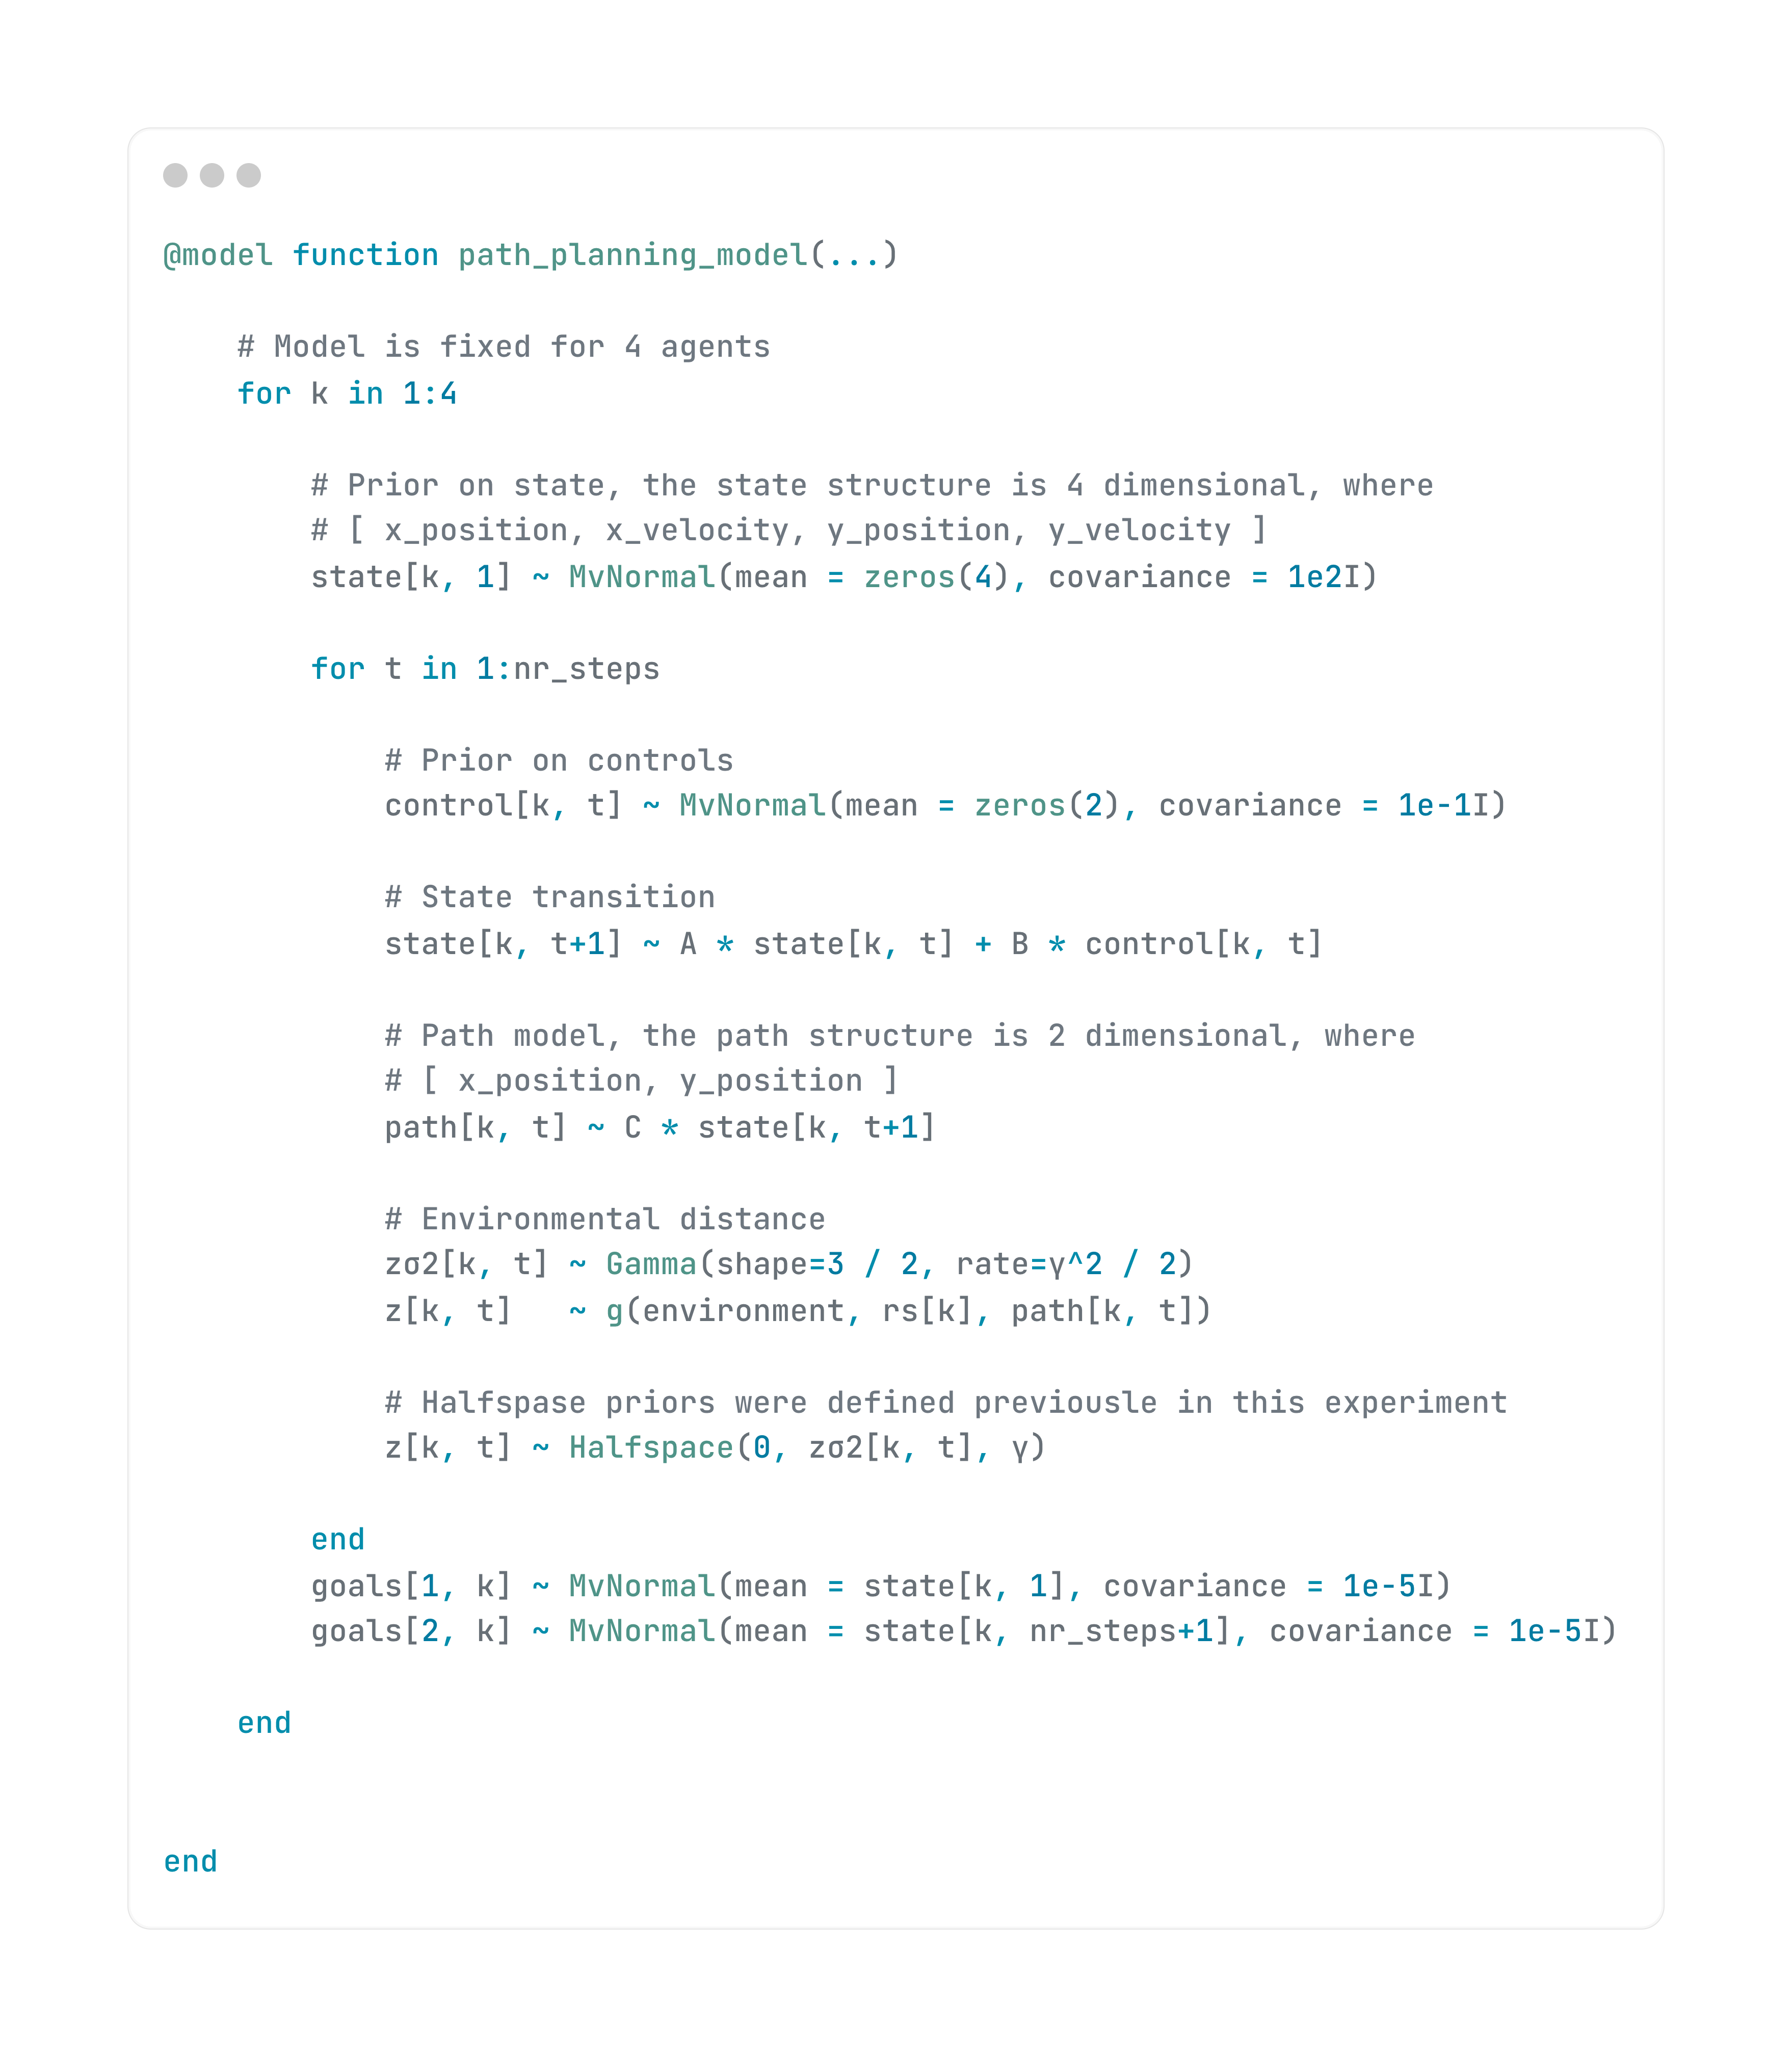 @model function path_planning_model(...)
# Model is fixed for 4 agents
for k in 1:4
# Prior on state, the state structure is 4 dimensional, where
# [ x_position, x_velocity, y_position, y_velocity ]
state[k, 1] ~ MvNormal(mean = zeros(4), covariance = 1e2I)
for t in 1:nr_steps
# Prior on controls
control[k, t] ~ MvNormal(mean = zeros(2), covariance = 1e-1I)
# State transition
state[k, t+1] ~ A * state[k, t] + B * control[k, t]
# Path model, the path structure is 2 dimensional, where
# [ x_position, y_position ]
path[k, t] ~ C * state[k, t+1]
# Environmental distance
zσ2[k, t] ~ Gamma(shape=3 / 2, rate=γ^2 / 2)
z[k, t]   ~ g(environment, rs[k], path[k, t])
# Halfspase priors were defined previousle in this experiment
z[k, t] ~ Halfspace(0, zσ2[k, t], γ)
end
goals[1, k] ~ MvNormal(mean = state[k, 1], covariance = 1e-5I)
goals[2, k] ~ MvNormal(mean = state[k, nr_steps+1], covariance = 1e-5I)
end
end